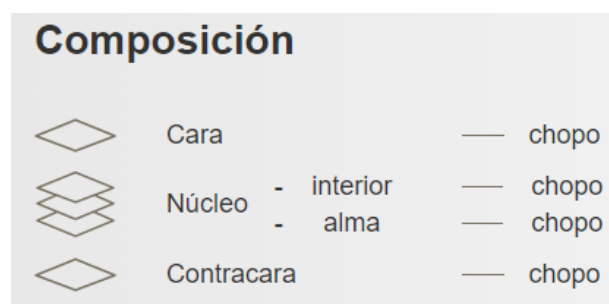 Composición
Cara — chopo
Núcleo - interior — chopo
- alma — chopo
Contracara — chopo